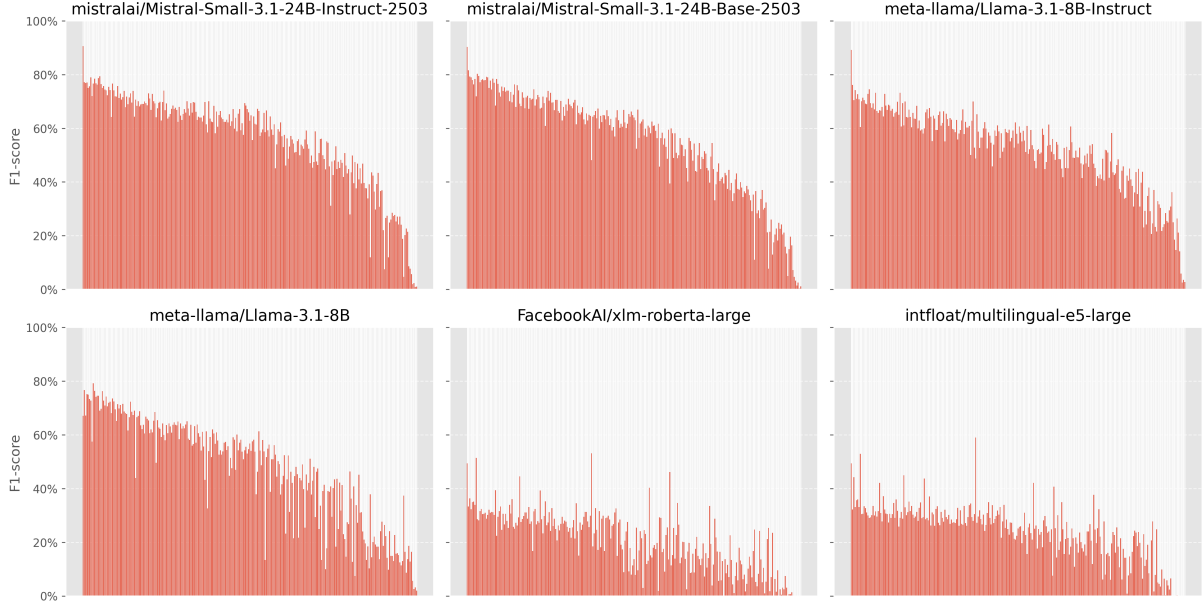 mistralai/Mistral-Small-3.1-24B-Instruct-2503
mistralai/Mistral-Small-3.1-24B-Base-2503
meta-llama/Llama-3.1-8B-Instruct
100%
80%
60%
40%
20%
0%
F1-score
meta-llama/Llama-3.1-8B
FacebookAI/xlm-roberta-large
intfloat/multilingual-e5-large
100%
80%
60%
40%
20%
0%
F1-score